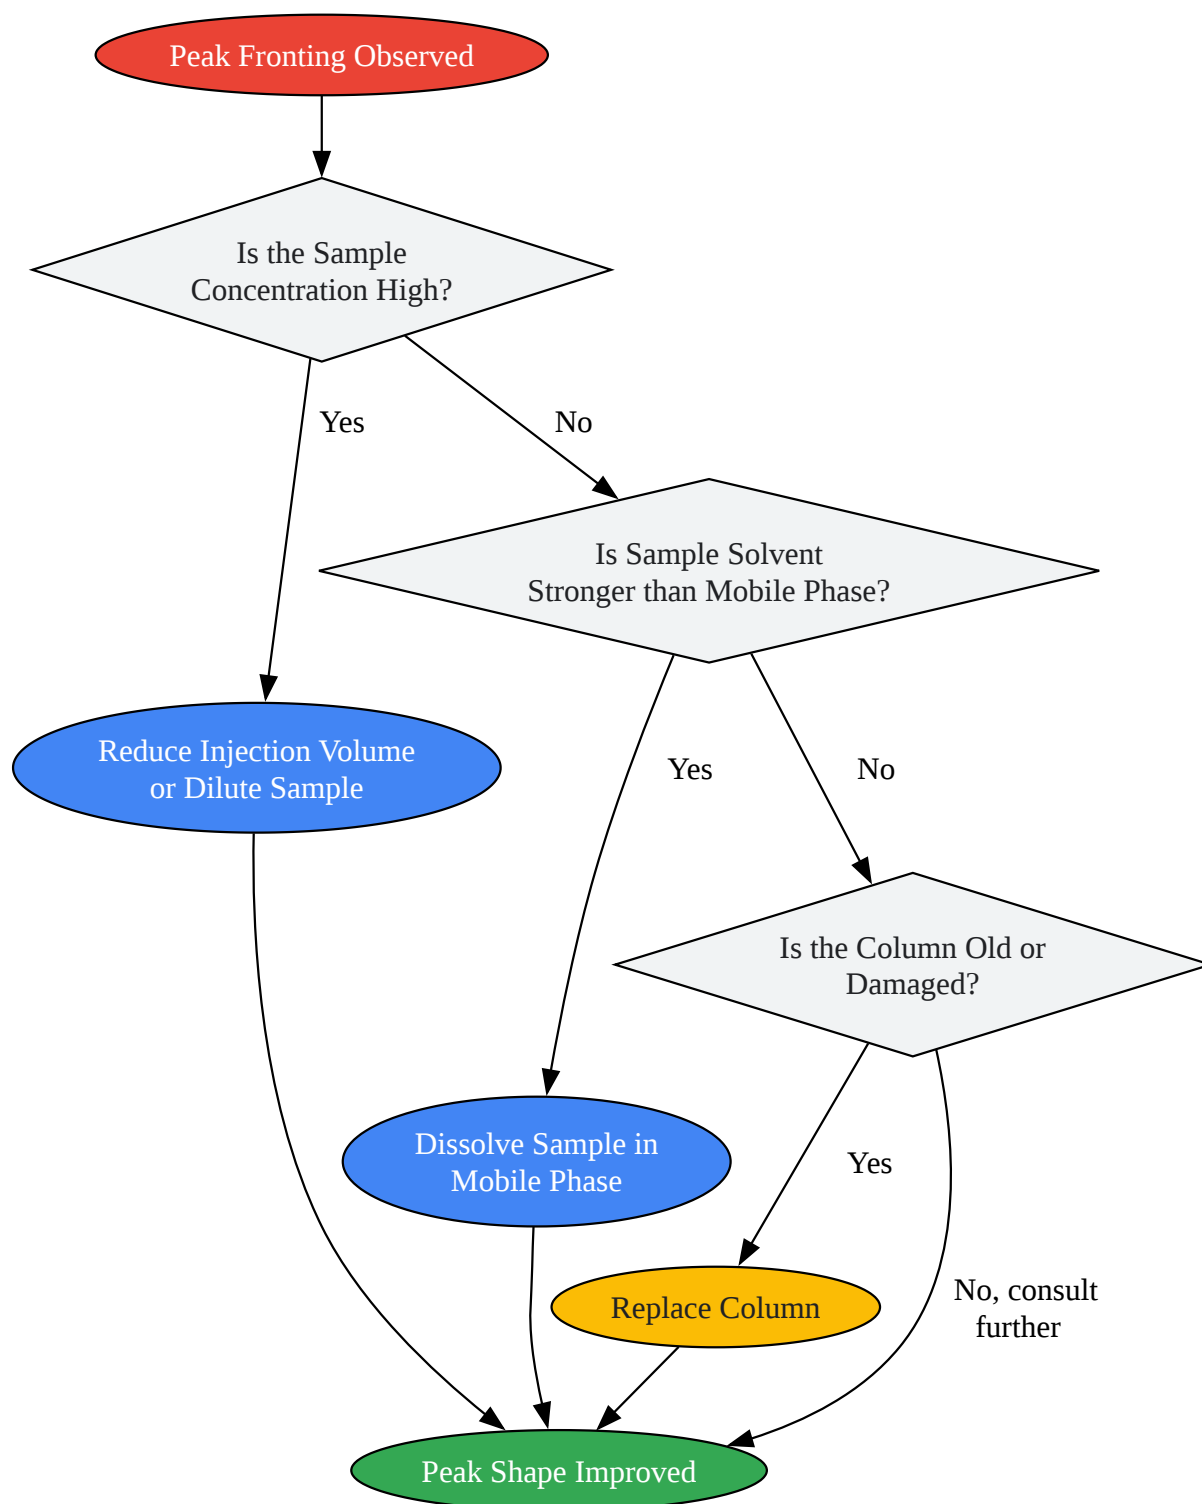 Peak Fronting Observed
Is the Sample
Concentration High?
Yes
No
Is Sample Solvent
Stronger than Mobile Phase?
Reduce Injection Volume
or Dilute Sample
Yes
No
Is the Column Old or
Damaged?
Dissolve Sample in
Mobile Phase
Yes
Replace Column
No, consult
further
Peak Shape Improved